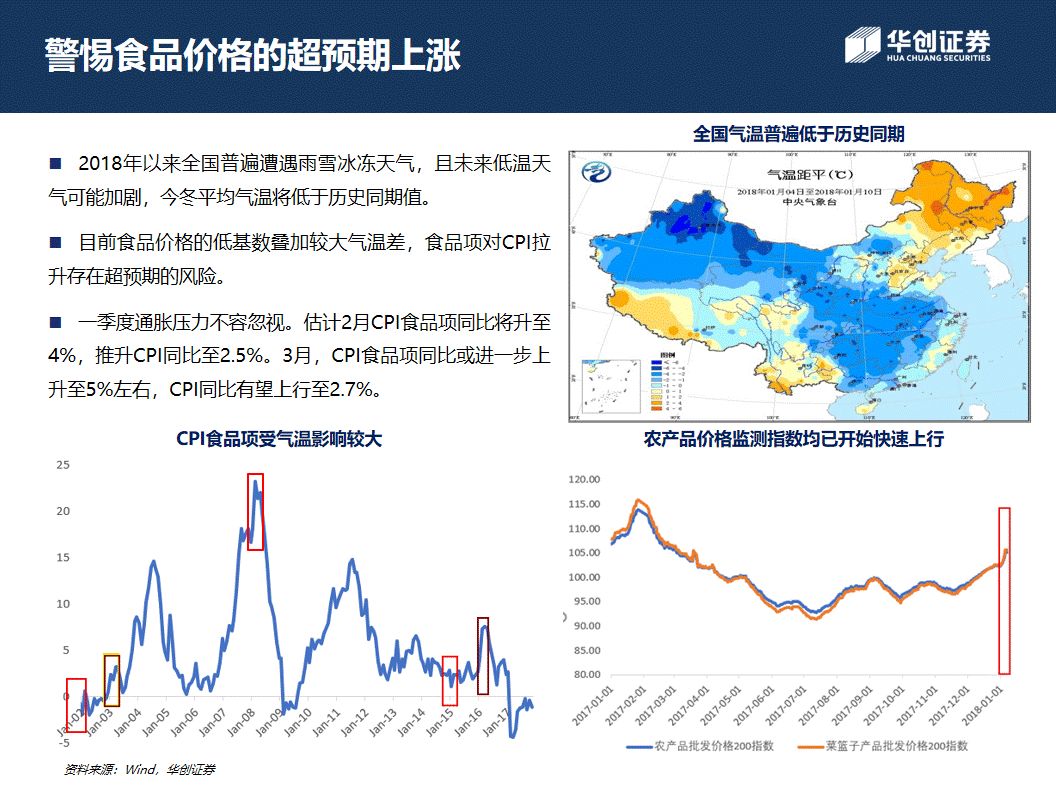 警惕食品价格的超预期上涨
华创证券
HUA CHUANG SECURITIES
■ 2018年以来全国普遍遭遇雨雪冰冻天气，且未来低温天
气可能加剧，今冬平均气温将低于历史同期值。
■ 目前食品价格的低基数叠加较大气温差，食品项对CPI拉
升存在超预期的风险。
■ 一季度通胀压力不容忽视。估计2月CPI食品项同比将升至
4%，推升CPI同比至2.5%。3月，CPI食品项同比或进一步上
升至5%左右，CPI同比有望上行至2.7%。
全国气温普遍低于历史同期
气温距平(℃)
2018年01月04日至2018年01月10日
中央气象台
图例
CPI食品项受气温影响较大
25
20
15
10
5
0
-5
Jan-02
Jan-03
Jan-04
Jan-05
Jan-06
Jan-07
Jan-08
Jan-09
Jan-10
Jan-11
Jan-12
Jan-13
Jan-14
Jan-15
Jan-16
Jan-17
农产品价格监测指数均已开始快速上行
120.00
115.00
110.00
105.00
100.00
95.00
90.00
85.00
80.00
2017-01-01
2017-02-01
2017-03-01
2017-04-01
2017-05-01
2017-06-01
2017-07-01
2017-08-01
2017-09-01
2017-10-01
2017-11-01
2017-12-01
2018-01-01
农产品批发价格200指数
菜篮子产品批发价格200指数
资料来源：Wind，华创证券